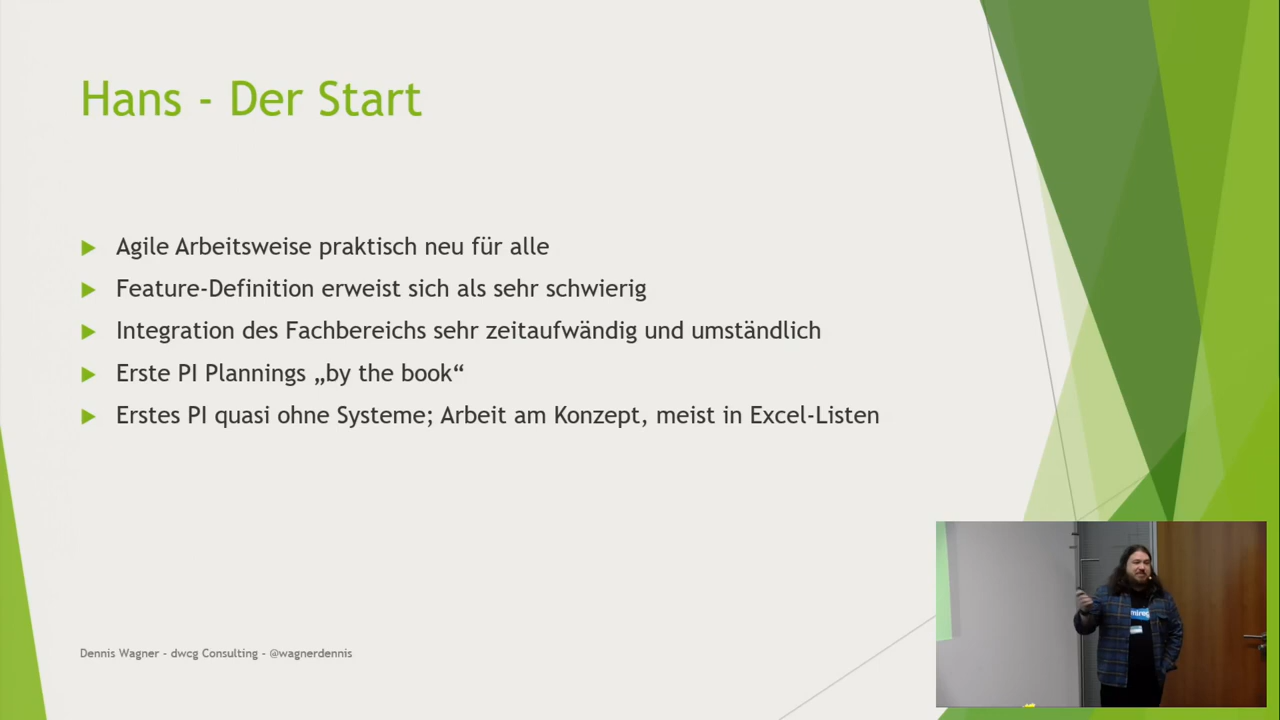 Hans - Der Start
Agile Arbeitsweise praktisch neu für alle
Feature-Definition erweist sich als sehr schwierig
Integration des Fachbereichs sehr zeitaufwändig und umständlich
Erste PI Plannings „by the book“
Erstes PI quasi ohne Systeme; Arbeit am Konzept, meist in Excel-Listen
Dennis Wagner - dwcg Consulting - @wagnerdennis